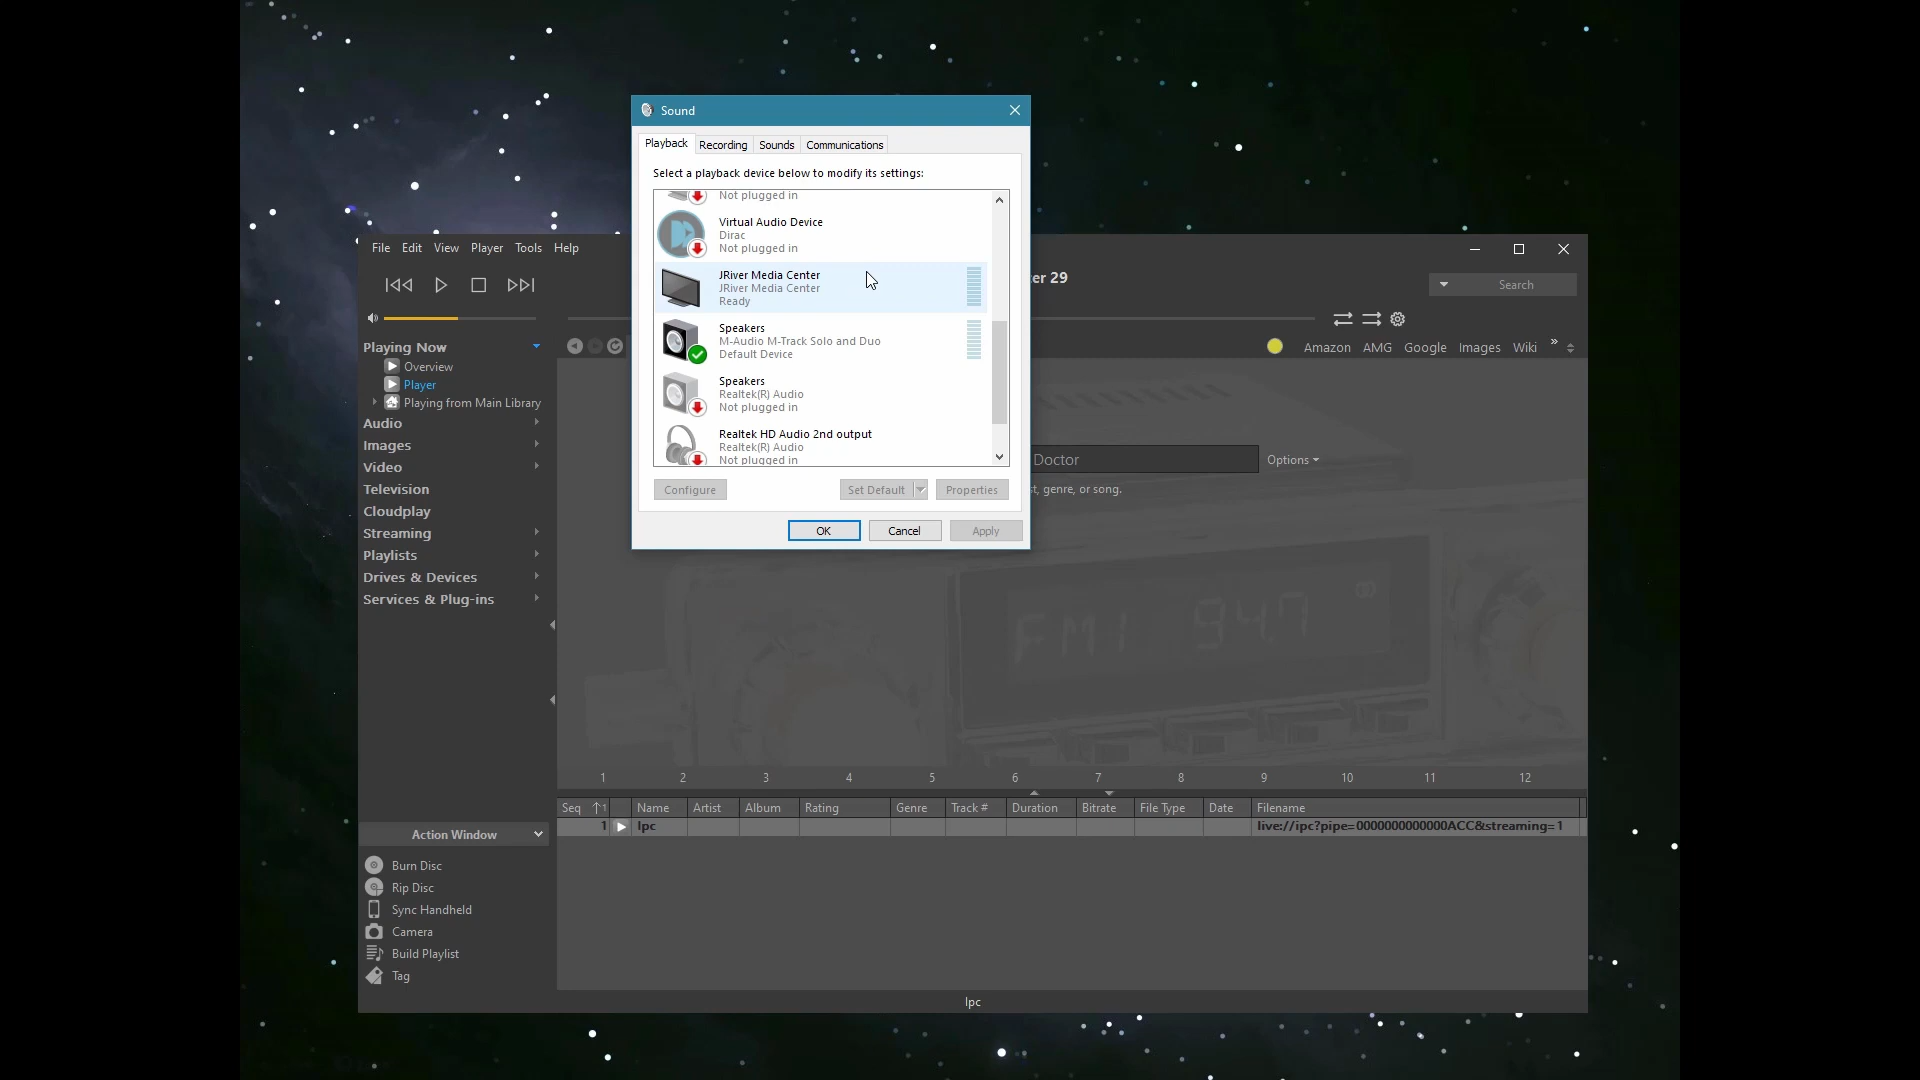 Sound
Playback
Recording
Sounds
Communications
Select a playback device below to modify its settings:
Not plugged in
Virtual Audio Device
Dirac
Not plugged in
JRiver Media Center
JRiver Media Center
Ready
Speakers
M-Audio M-Track Solo and Duo
Default Device
Speakers
Realtek(R) Audio
Not plugged in
Realtek HD Audio 2nd output
Realtek(R) Audio
Not plugged in
Configure
Set Default
Properties
OK
Cancel
Apply
File Edit View Player Tools Help
ter 29
Search
Playing Now
Overview
Player
Playing from Main Library
Audio
Images
Video
Television
Cloudplay
Streaming
Playlists
Drives & Devices
Services & Plug-ins
Amazon AMG Google Images Wiki »
Doctor
Options
st, genre, or song.
FM1 94.7
1 2 3 4 5 6 7 8 9 10 11 12
Seq 1 Name Artist Album Rating Genre Track # Duration Bitrate File Type Date Filename
1 Ipc live://ipc?pipe=0000000000000ACC&streaming=1
Action Window
Burn Disc
Rip Disc
Sync Handheld
Camera
Build Playlist
Tag
Ipc